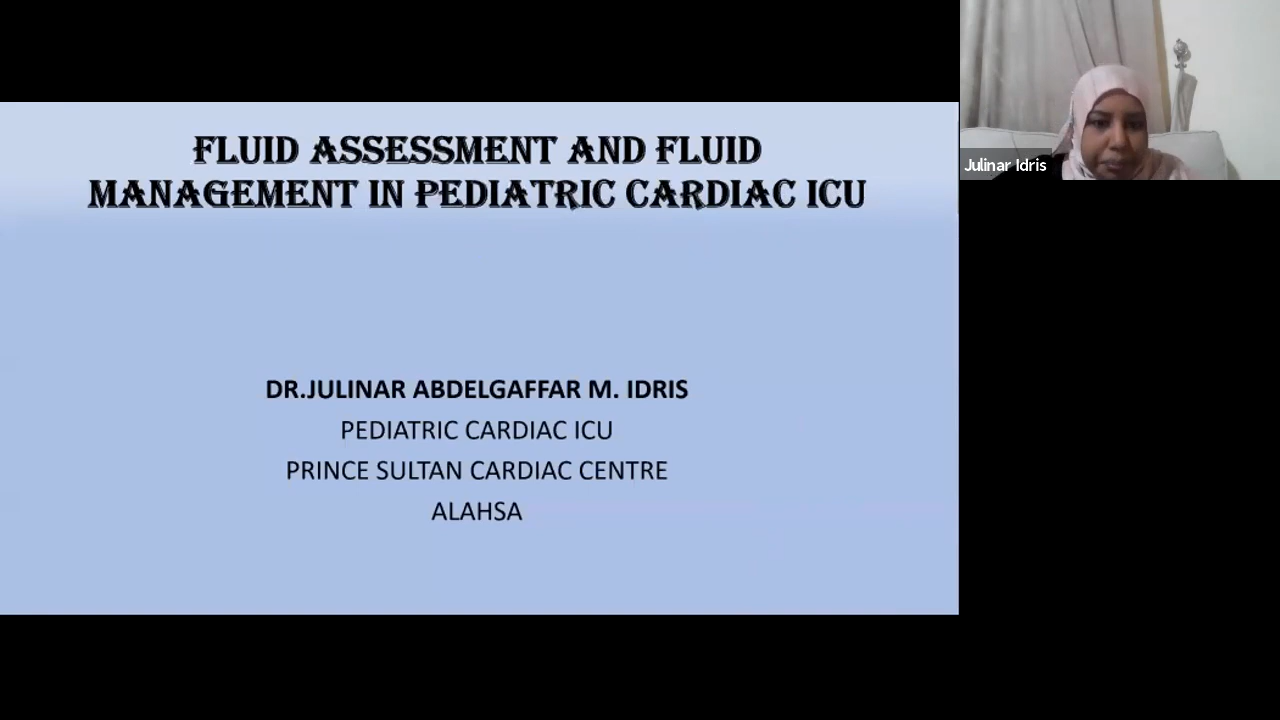 FLUID ASSESSMENT AND FLUID
MANAGEMENT IN PEDIATRIC CARDIAC ICU
DR.JULINAR ABDELGAFFAR M. IDRIS
PEDIATRIC CARDIAC ICU
PRINCE SULTAN CARDIAC CENTRE
ALAHSA
Julinar Idris